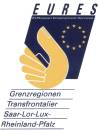 EURES
Grenzregionen
Transfrontalier
Saar-Lor-Lux-
Rheinland-Pfalz